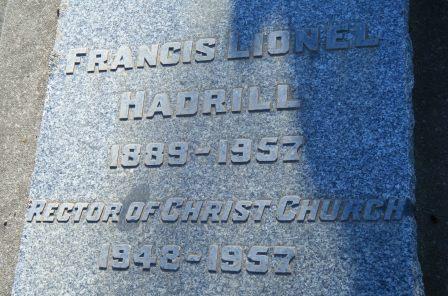 FRANCIS LIONEL
HADRILL
1889-1957
RECTOR OF CHRIST CHURCH
1948-1957